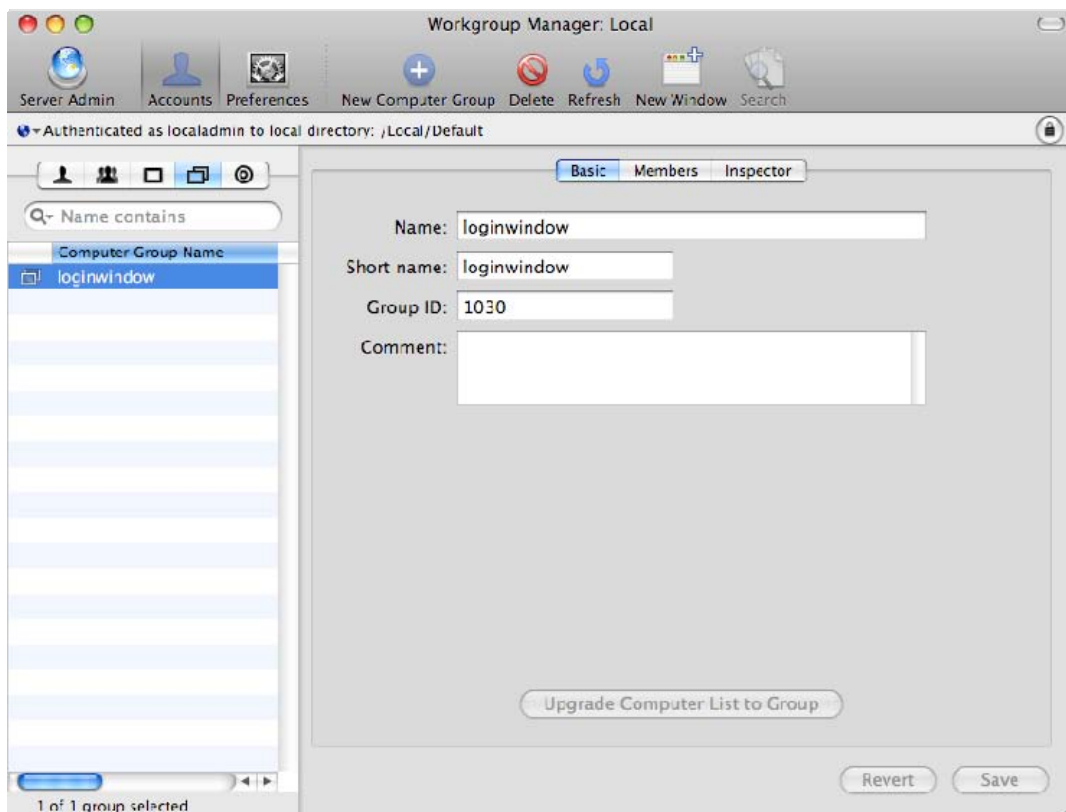 Workgroup Manager: Local
Server Admin Accounts Preferences New Computer Group Delete Refresh New Window Search
Authenticated as localadmin to local directory: /Local/Default
Basic Members Inspector
Name contains
Name: loginwindow
Computer Group Name
loginwindow
Short name: loginwindow
Group ID: 1030
Comment:
Upgrade Computer List to Group
Revert Save
1 of 1 group selected